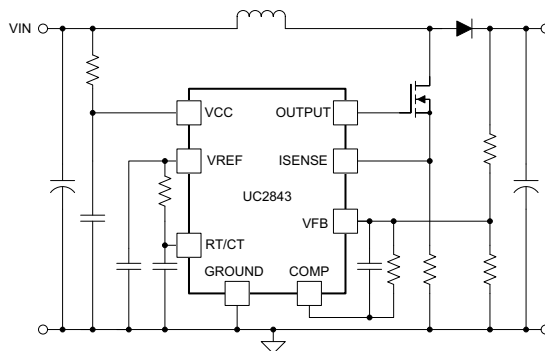 VIN
VCC
OUTPUT
VREF
ISENSE
UC2843
VFB
RT/CT
GROUND
COMP